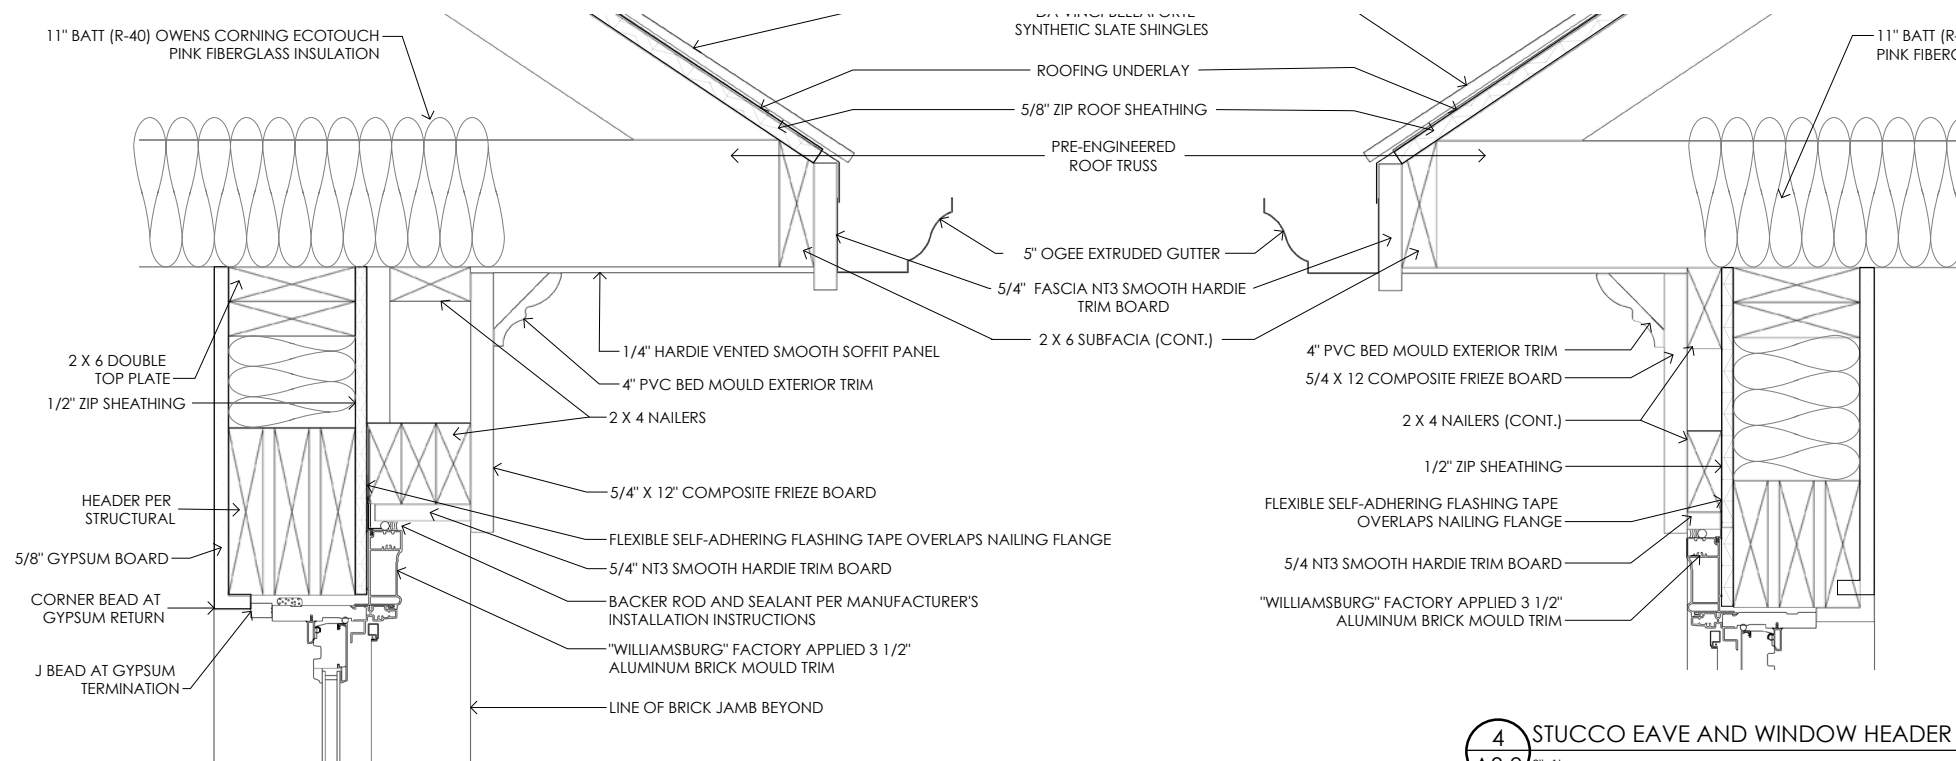 11" BATT (R-40) OWENS CORNING ECOTOUCH
PINK FIBERGLASS INSULATION
2 X 6 DOUBLE
TOP PLATE
1/2" ZIP SHEATHING
HEADER PER
STRUCTURAL
5/8" GYPSUM BOARD
CORNER BEAD AT
GYPSUM RETURN
J BEAD AT GYPSUM
TERMINATION
DA VINCI BELLAFORTE
SYNTHETIC SLATE SHINGLES
ROOFING UNDERLAY
5/8" ZIP ROOF SHEATHING
PRE-ENGINEERED
ROOF TRUSS
5" OGEE EXTRUDED GUTTER
5/4" FASCIA NT3 SMOOTH HARDIE
TRIM BOARD
2 X 6 SUBFACIA (CONT.)
1/4" HARDIE VENTED SMOOTH SOFFIT PANEL
4" PVC BED MOULD EXTERIOR TRIM
2 X 4 NAILERS
5/4" X 12" COMPOSITE FRIEZE BOARD
FLEXIBLE SELF-ADHERING FLASHING TAPE OVERLAPS NAILING FLANGE
5/4" NT3 SMOOTH HARDIE TRIM BOARD
BACKER ROD AND SEALANT PER MANUFACTURER'S
INSTALLATION INSTRUCTIONS
"WILLIAMSBURG" FACTORY APPLIED 3 1/2"
ALUMINUM BRICK MOULD TRIM
LINE OF BRICK JAMB BEYOND
11" BATT (R-
PINK FIBERG
4" PVC BED MOULD EXTERIOR TRIM
5/4 X 12 COMPOSITE FRIEZE BOARD
2 X 4 NAILERS (CONT.)
1/2" ZIP SHEATHING
FLEXIBLE SELF-ADHERING FLASHING TAPE
OVERLAPS NAILING FLANGE
5/4 NT3 SMOOTH HARDIE TRIM BOARD
"WILLIAMSBURG" FACTORY APPLIED 3 1/2"
ALUMINUM BRICK MOULD TRIM
4
STUCCO EAVE AND WINDOW HEADER